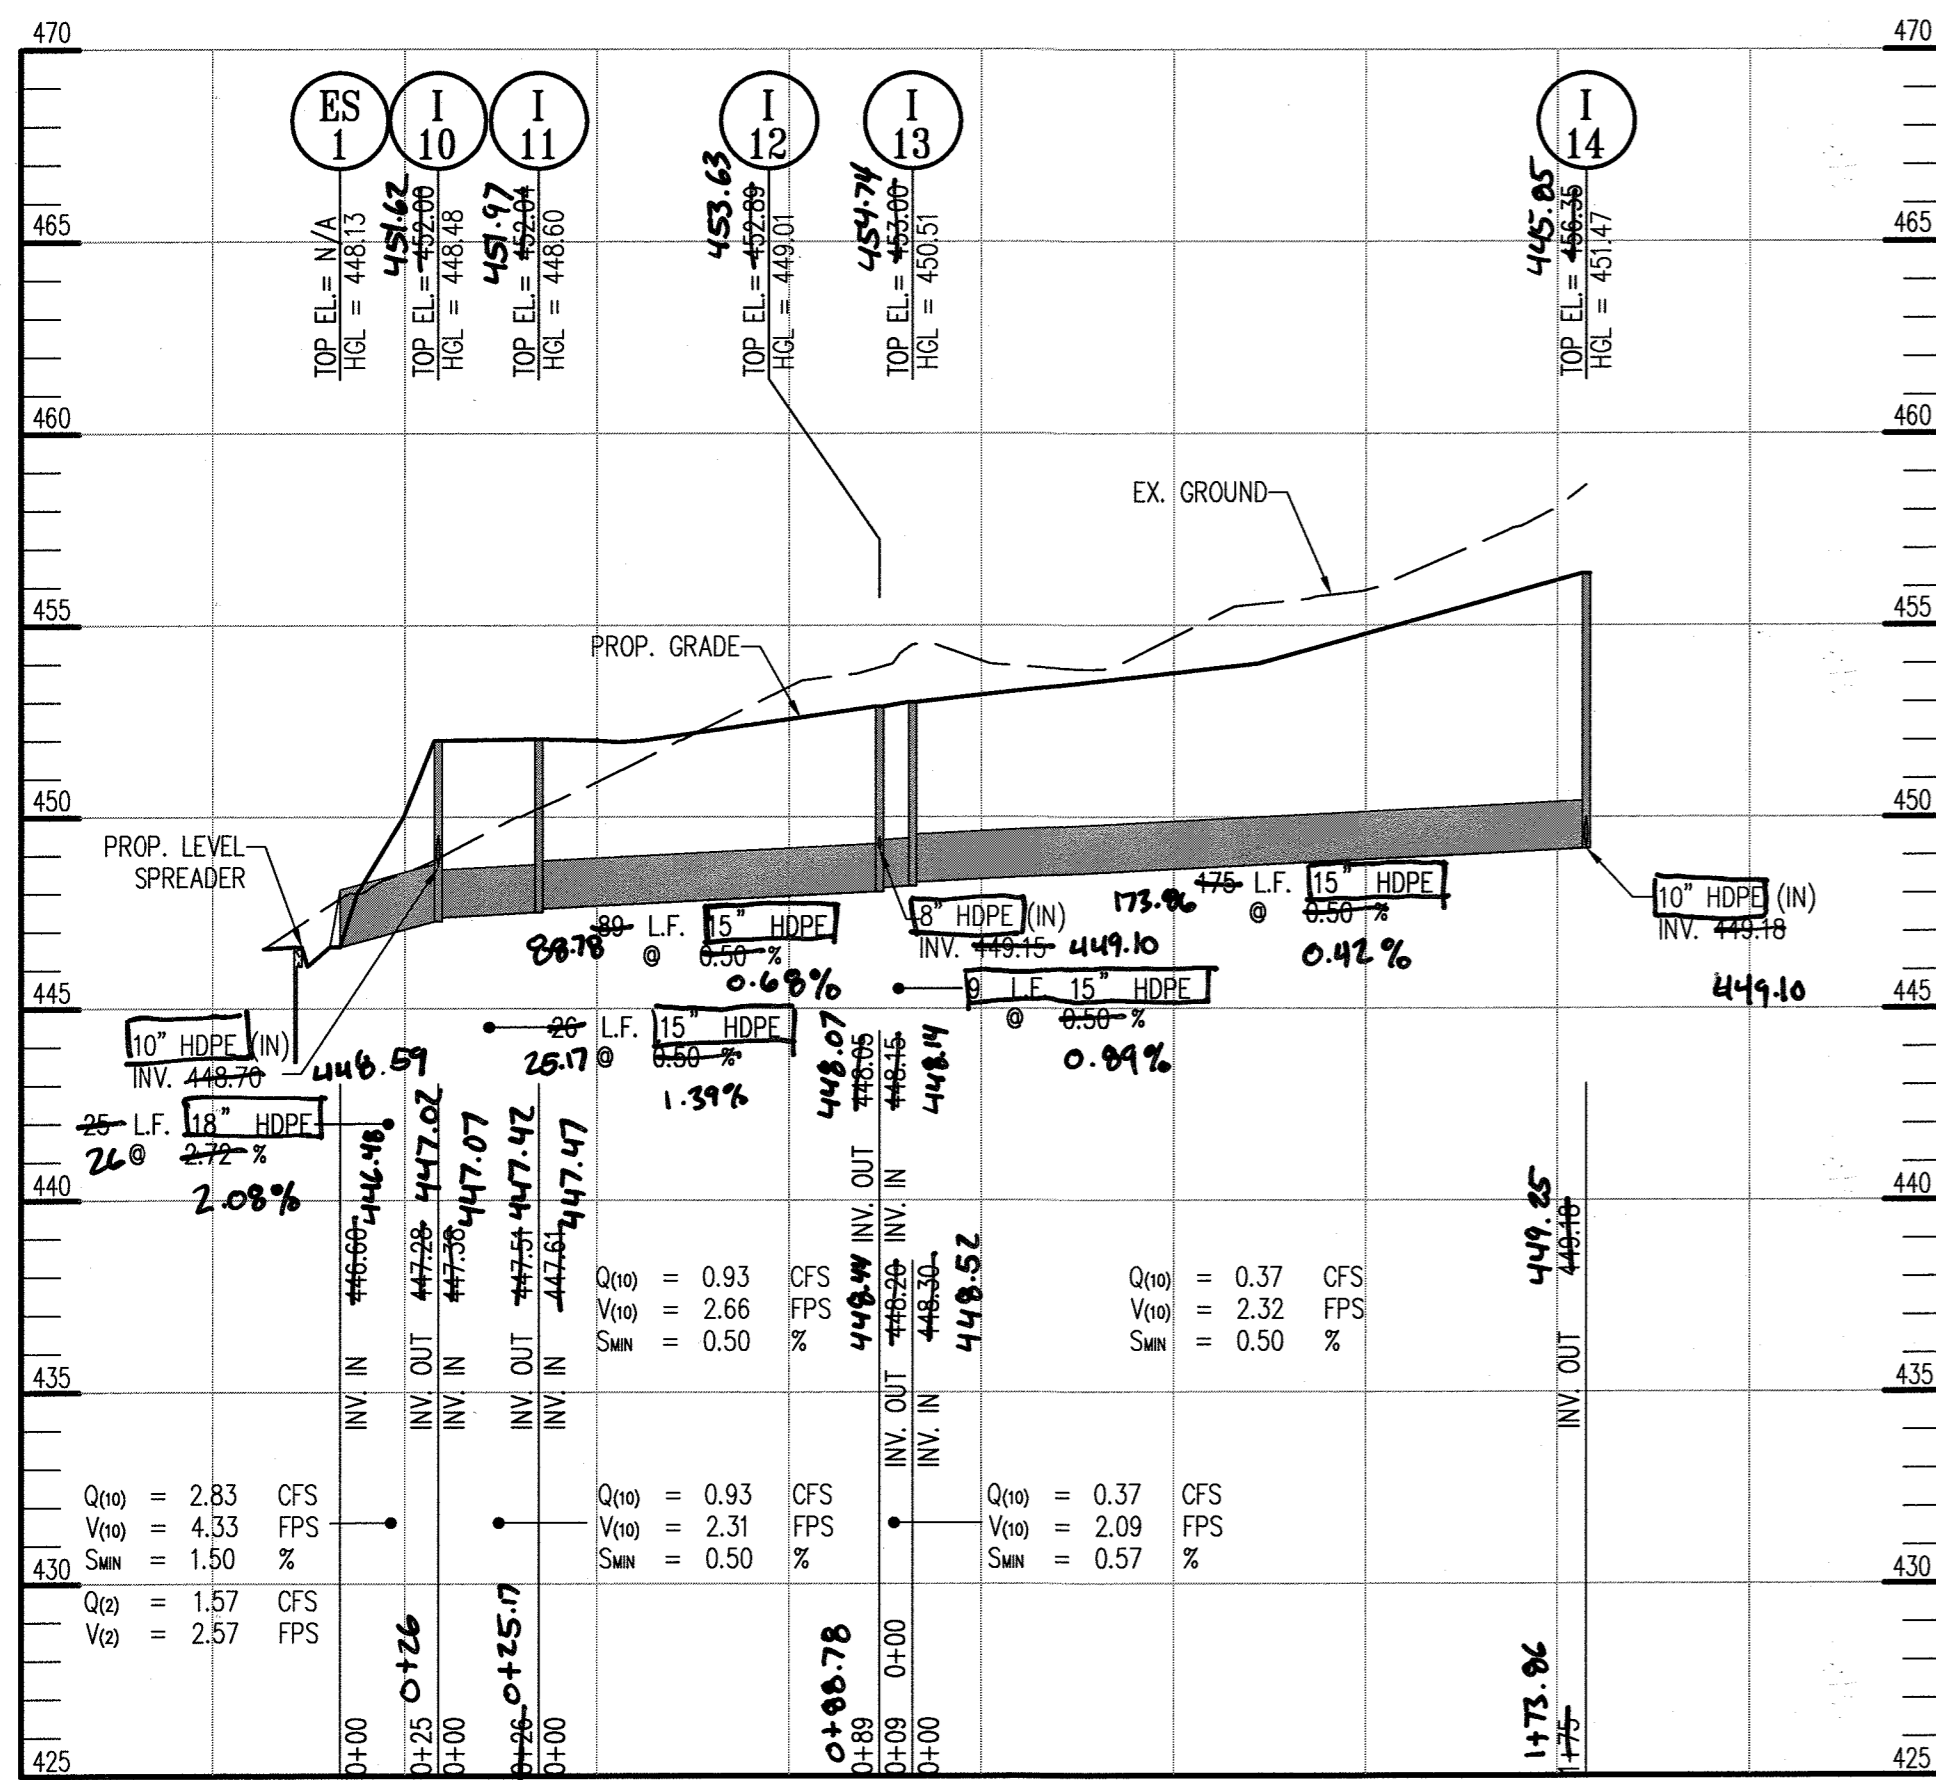 470
470
ES
1
I
10
I
11
I
12
I
13
I
14
TOP EL.= N/A
HGL = 448.13
451.62
TOP EL.= 452.00
HGL = 448.48
451.97
TOP EL.= 452.04
HGL = 448.60
453.63
TOP EL.= 452.89
HGL = 449.01
454.74
TOP EL.= 453.00
HGL = 450.51
445.85
TOP EL.= 456.35
HGL = 451.47
465
465
460
460
EX. GROUND
455
455
PROP. GRADE
450
450
PROP. LEVEL
SPREADER
89 L.F. 15" HDPE
88.78 @ 0.50 %
0.68%
8" HDPE (IN)
INV. 449.15 449.10
175 L.F. 15" HDPE
173.86 @ 0.50 %
0.42%
10" HDPE (IN)
INV. 449.18
449.10
445
445
9 L.F. 15" HDPE
@ 0.50 %
0.89%
10" HDPE (IN)
INV. 448.70 448.59
26 L.F. 15" HDPE
25.17 @ 0.50 %
1.39%
25 L.F. 18" HDPE
26 @ 2.72 %
2.08%
440
440
INV. IN 446.60 446.48
INV. OUT 447.28 447.02
INV. IN 447.38 447.07
INV. OUT 447.51 447.42
INV. IN 447.61 447.47
INV. OUT 448.05 448.07
INV. IN 448.15 448.14
INV. OUT 448.20 448.44
INV. IN 448.30 448.52
INV. OUT 449.18 449.25
Q(10) = 0.93 CFS
V(10) = 2.66 FPS
SMIN = 0.50 %
Q(10) = 0.37 CFS
V(10) = 2.32 FPS
SMIN = 0.50 %
435
435
Q(10) = 2.83 CFS
V(10) = 4.33 FPS
SMIN = 1.50 %
Q(2) = 1.57 CFS
V(2) = 2.57 FPS
Q(10) = 0.93 CFS
V(10) = 2.31 FPS
SMIN = 0.50 %
Q(10) = 0.37 CFS
V(10) = 2.09 FPS
SMIN = 0.57 %
430
430
0+00
0+25 0+26
0+00
0+26 0+25.17
0+00
0+88.78
0+89
0+09 0+00
0+00
1+73.86
1+75
425
425